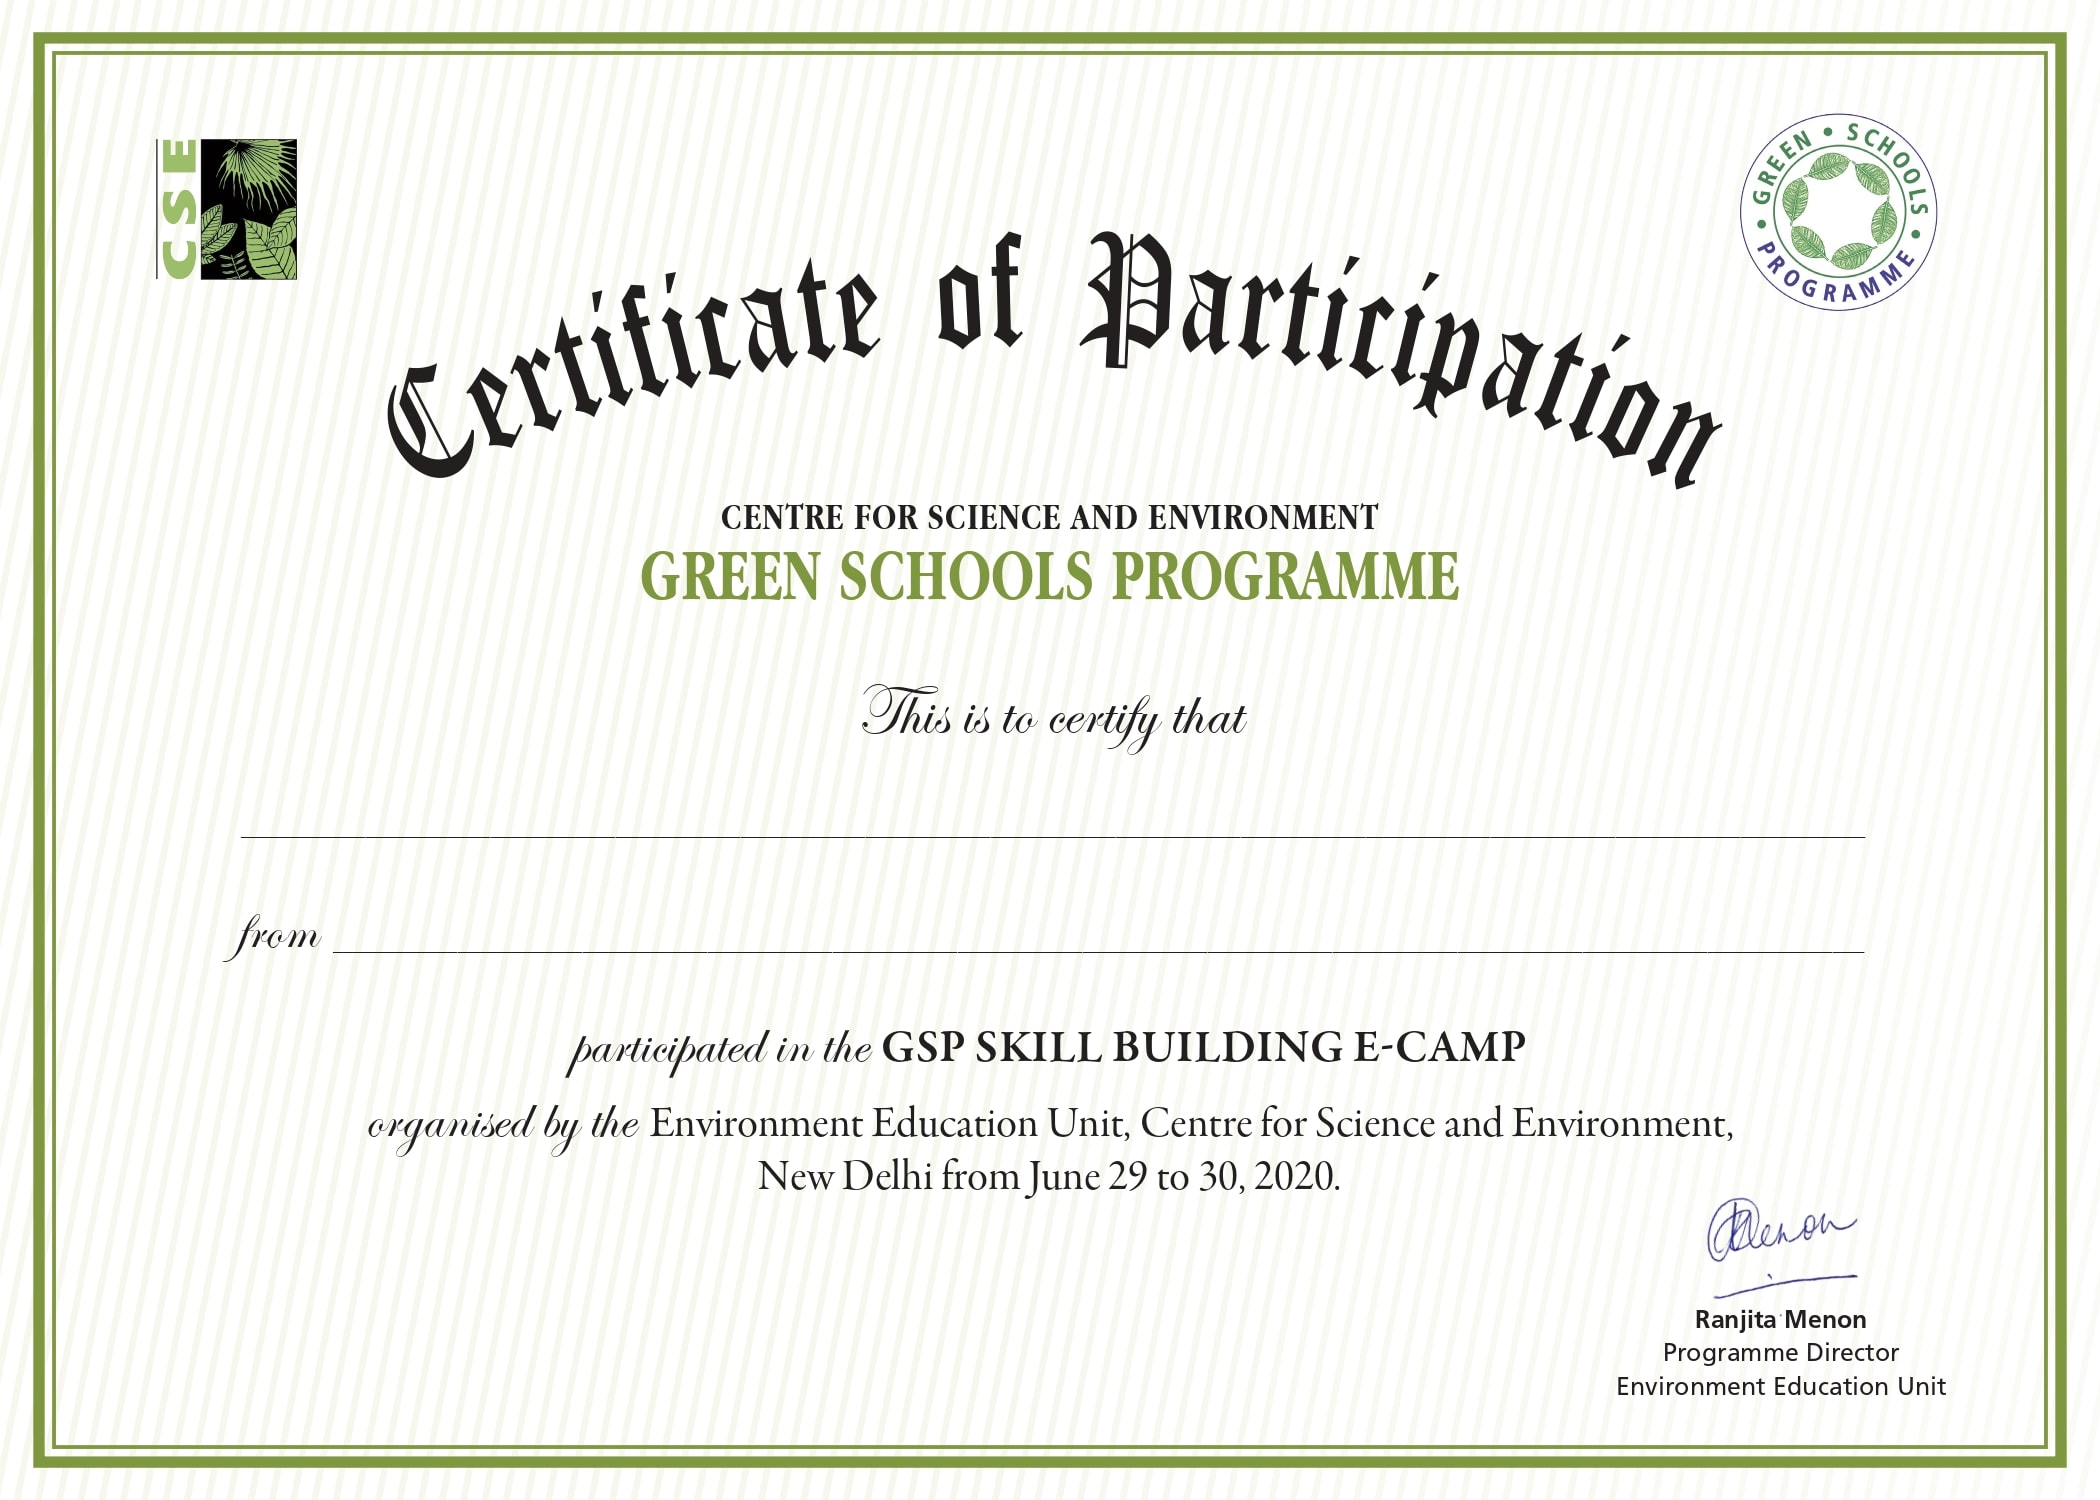 CSE
GREEN • SCHOOLS • PROGRAMME •
Certificate of Participation
CENTRE FOR SCIENCE AND ENVIRONMENT
GREEN SCHOOLS PROGRAMME
This is to certify that
from
participated in the GSP SKILL BUILDING E-CAMP
organised by the Environment Education Unit, Centre for Science and Environment,
New Delhi from June 29 to 30, 2020.
RMenon
Ranjita Menon
Programme Director
Environment Education Unit